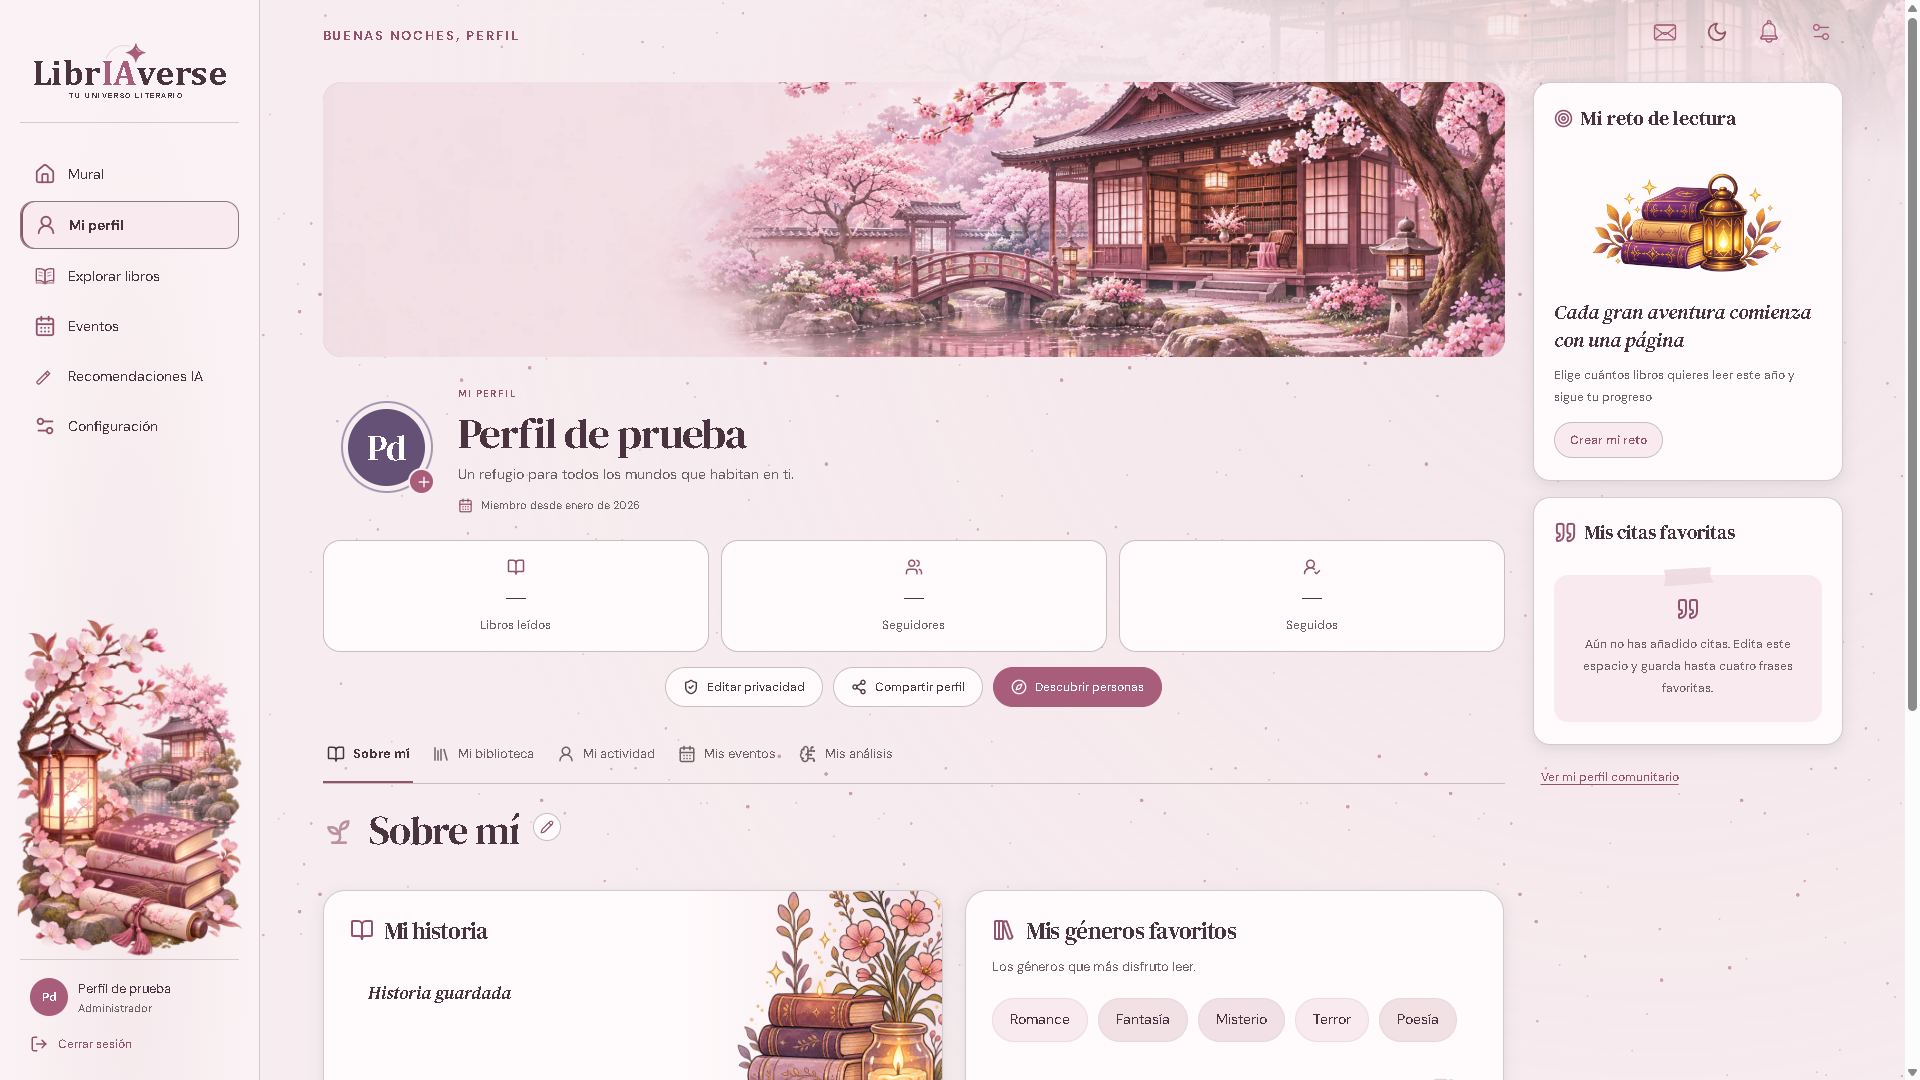 LibrIAverse
TU UNIVERSO LITERARIO
Mural
Mi perfil
Explorar libros
Eventos
Recomendaciones IA
Configuración
Pd
Perfil de prueba
Administrador
Cerrar sesión
BUENAS NOCHES, PERFIL
MI PERFIL
Pd
Perfil de prueba
Un refugio para todos los mundos que habitan en ti.
Miembro desde enero de 2026
—
Libros leídos
—
Seguidores
—
Seguidos
Editar privacidad
Compartir perfil
Descubrir personas
Sobre mí
Mi biblioteca
Mi actividad
Mis eventos
Mis análisis
Sobre mí
Mi historia
Historia guardada
Mis géneros favoritos
Los géneros que más disfruto leer.
Romance
Fantasía
Misterio
Terror
Poesía
Mi reto de lectura
Cada gran aventura comienza
con una página
Elige cuántos libros quieres leer este año y
sigue tu progreso
Crear mi reto
Mis citas favoritas
Aún no has añadido citas. Edita este
espacio y guarda hasta cuatro frases
favoritas.
Ver mi perfil comunitario